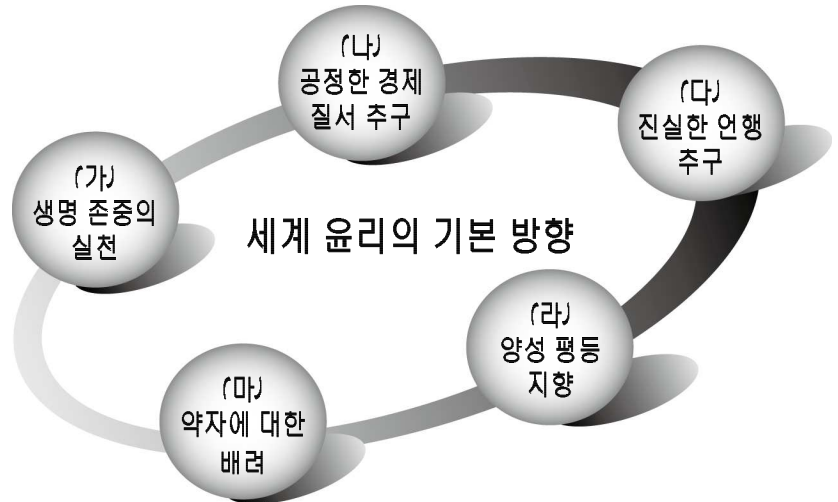 (가)
생명 존중의
실천
(나)
공정한 경제
질서 추구
(다)
진실한 언행
추구
세계 윤리의 기본 방향
(라)
양성 평등
지향
(마)
약자에 대한
배려